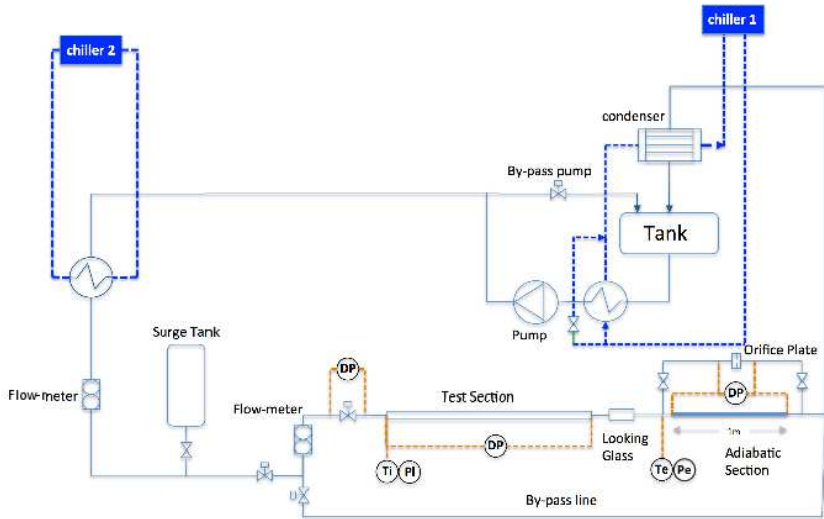 chiller 2
chiller 1
condenser
By-pass pump
Tank
Pump
Surge Tank
Orifice Plate
Flow-meter
DP
DP
Flow-meter
Test Section
1m
Looking
Glass
Adiabatic
Section
DP
Ti
PI
Te
Pe
By-pass line